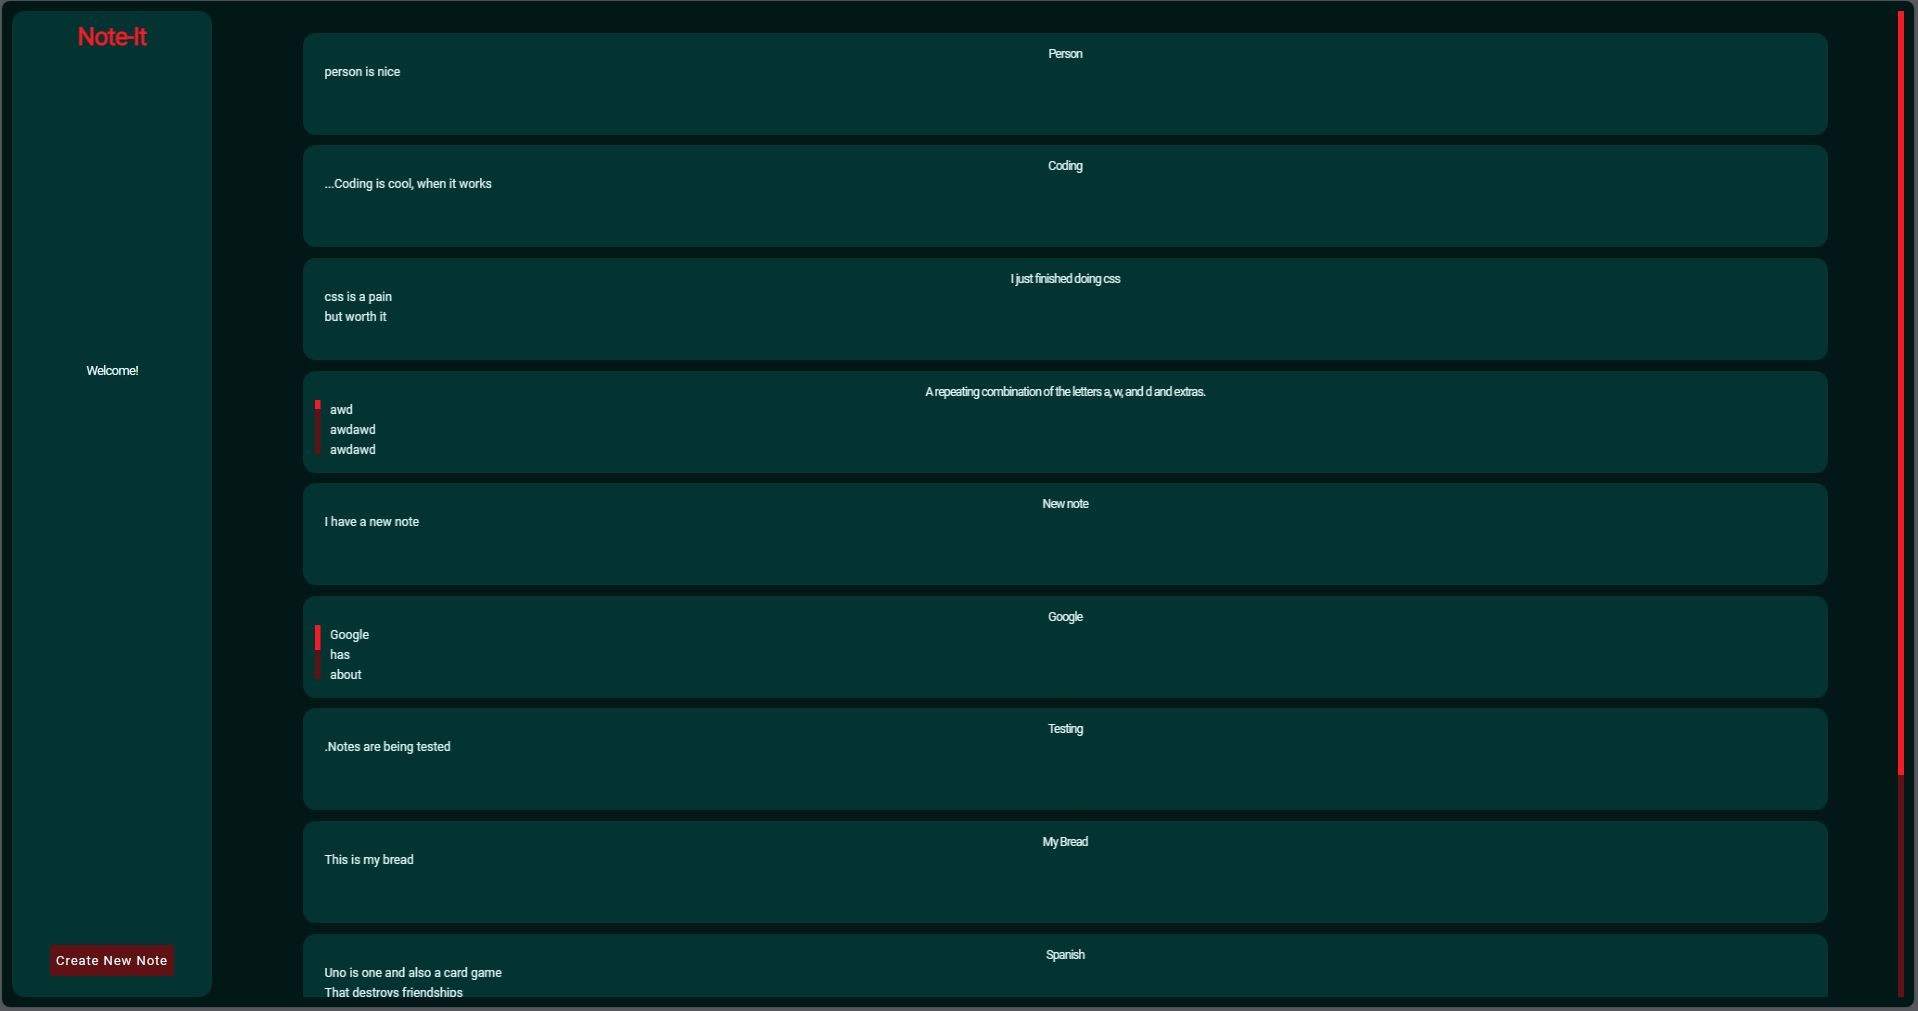 Note-It
Welcome!
Create New Note
Person
person is nice
Coding
...Coding is cool, when it works
I just finished doing css
css is a pain
but worth it
A repeating combination of the letters a, w, and d and extras.
awd
awdawd
awdawd
New note
I have a new note
Google
Google
has
about
Testing
.Notes are being tested
My Bread
This is my bread
Spanish
Uno is one and also a card game
That destroys friendships